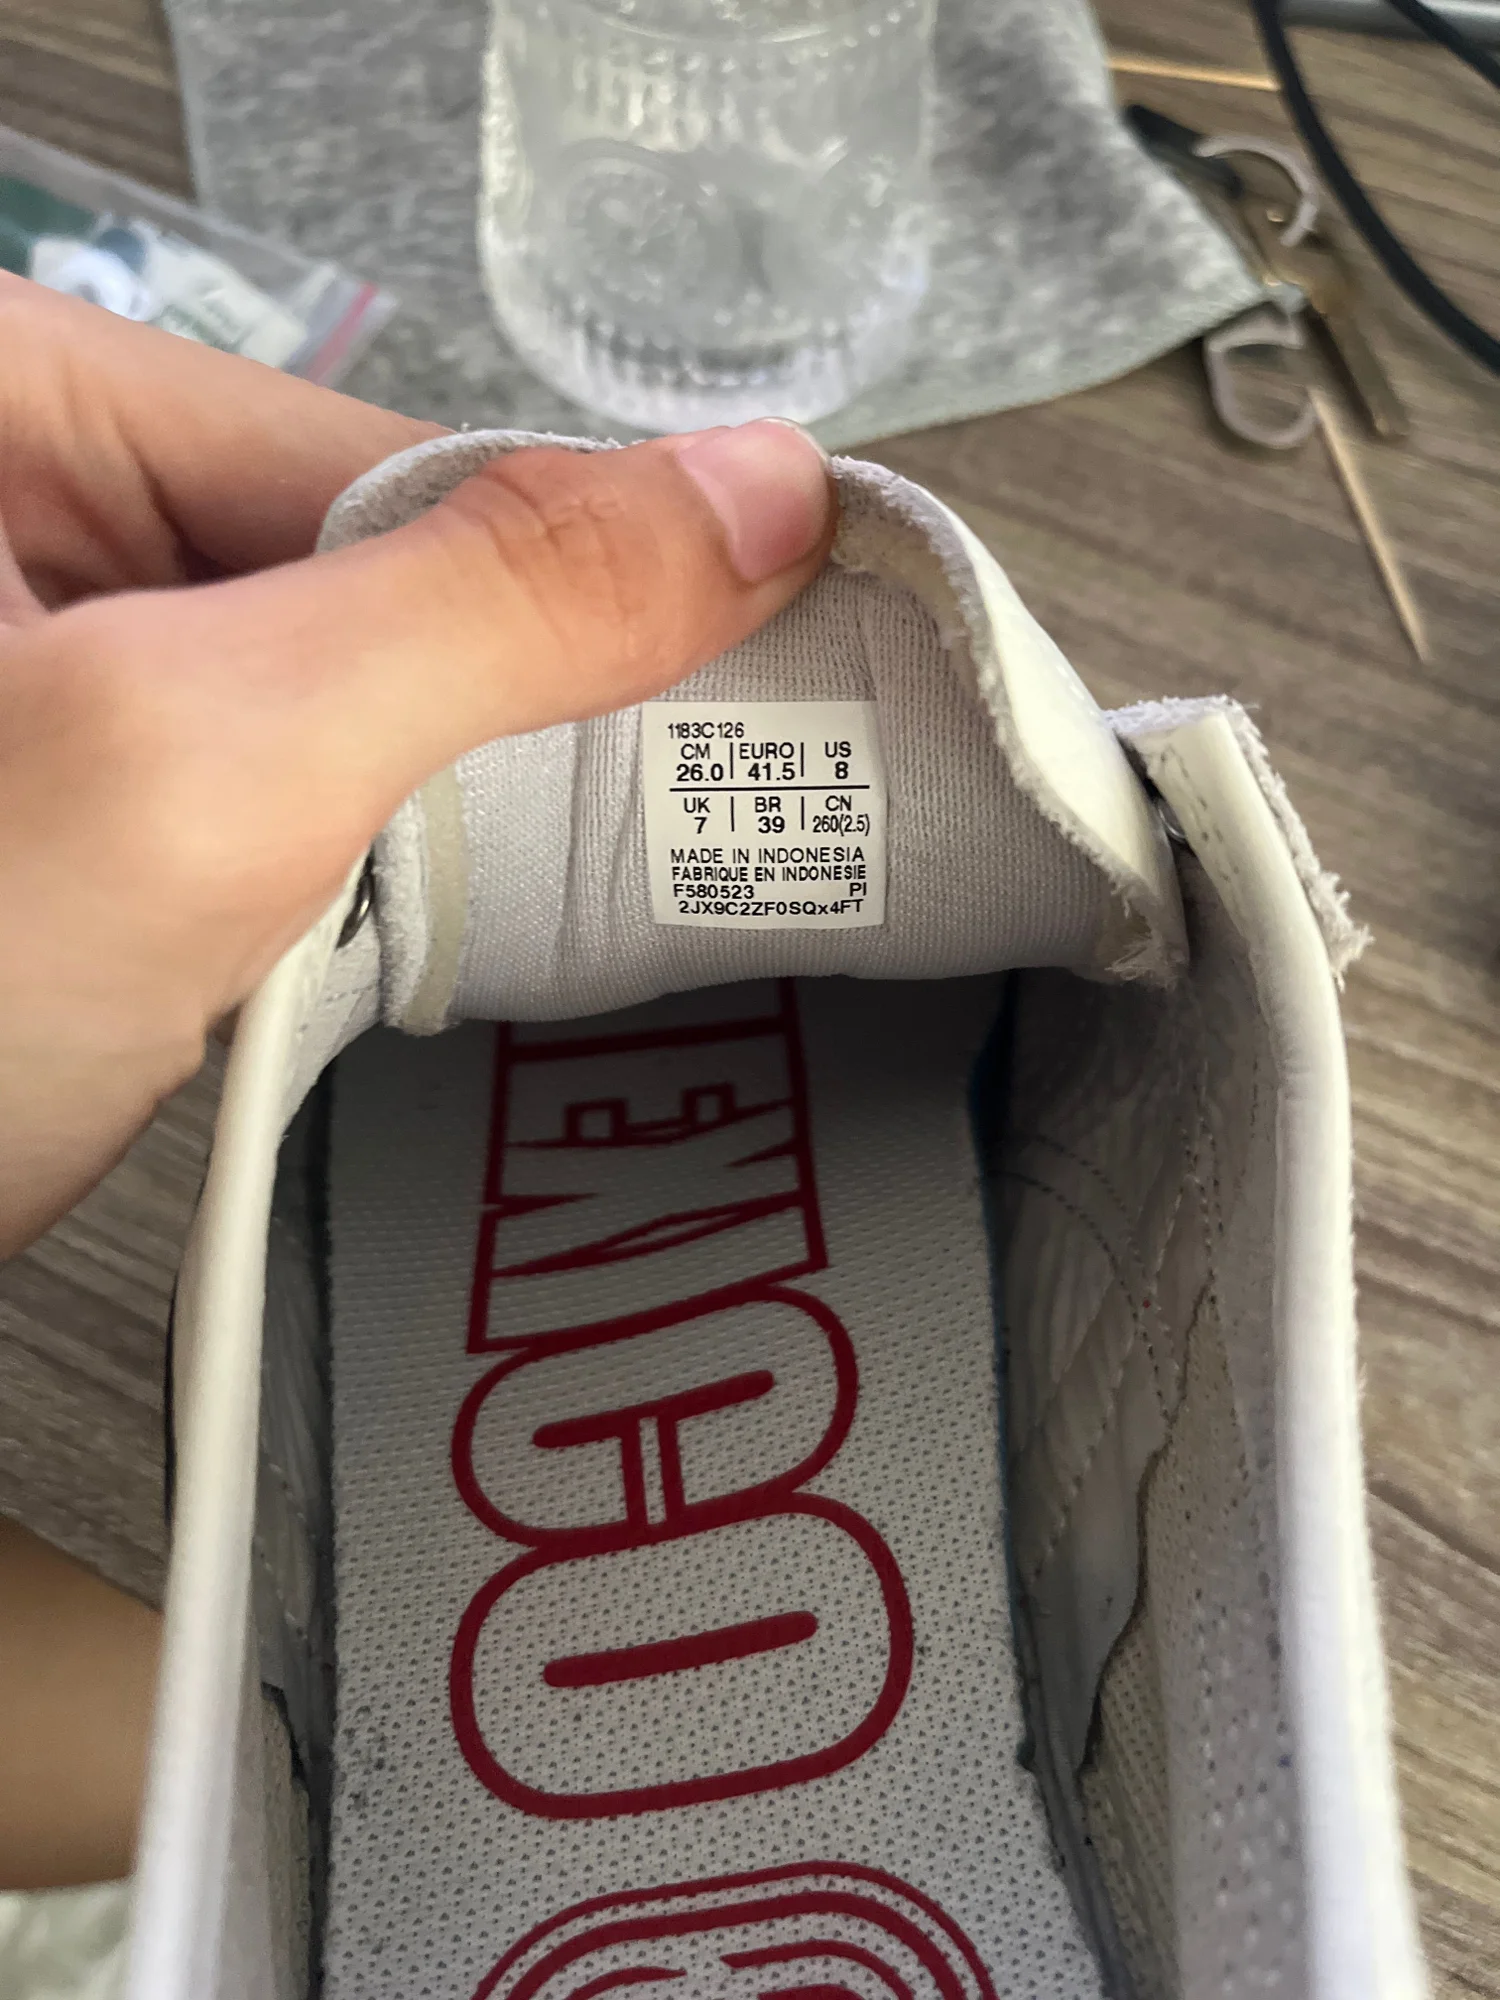 1183C126
CM | EURO | US
26.0 | 41.5 | 8
UK | BR | CN
7 | 39 | 260(2.5)
MADE IN INDONESIA
FABRIQUE EN INDONESIE
F580523 PI
2JX9C2ZF0SQx4FT